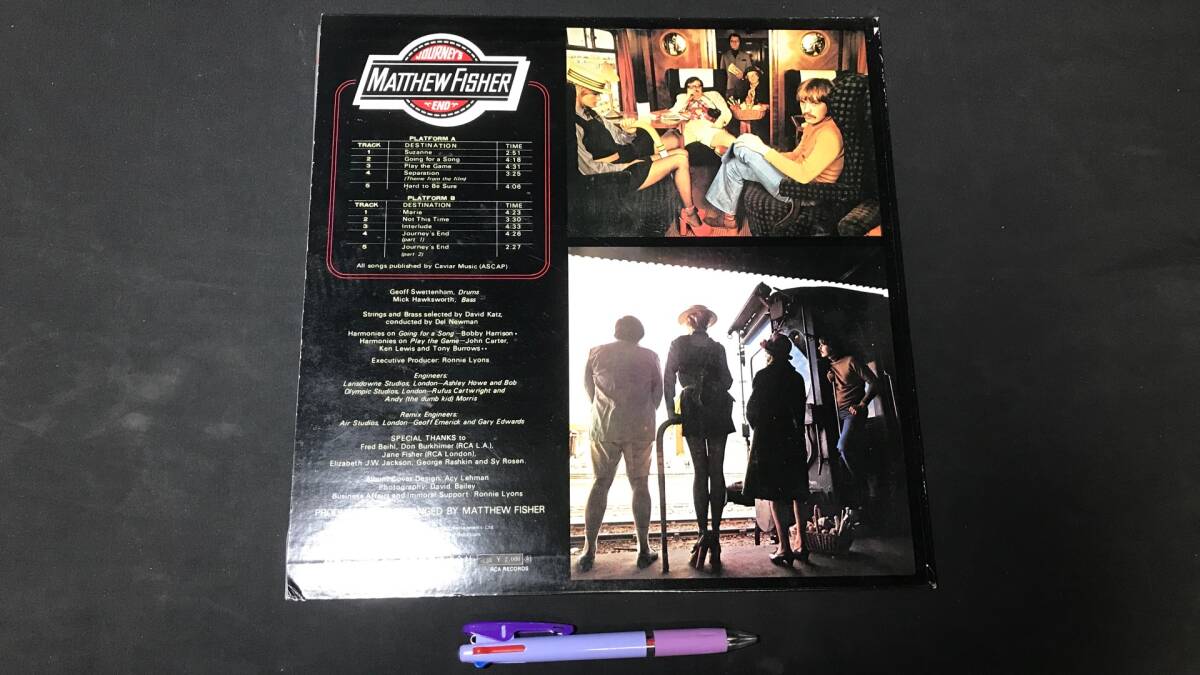 JOURNEY'S
MATTHEW FISHER
END
PLATFORM A
TRACK DESTINATION TIME
1 Suzanne 2:51
2 Going for a Song 4:18
3 Play the Game 4:31
4 Separation 3:25
(Theme from the film)
5 Hard to Be Sure 4:06
PLATFORM B
TRACK DESTINATION TIME
1 Marie 4:23
2 Not This Time 3:30
3 Interlude 4:33
4 Journey's End 4:26
(part 1)
5 Journey's End 2:27
(part 2)
All songs published by Caviar Music (ASCAP)
Geoff Swettenham, Drums
Mick Hawksworth, Bass
Strings and Brass selected by David Katz,
conducted by Del Newman
Harmonies on Going for a Song—Bobby Harrison•
Harmonies on Play the Game—John Carter,
Ken Lewis and Tony Burrows••
Executive Producer: Ronnie Lyons
Engineers:
Lansdowne Studios, London—Ashley Howe and Bob
Olympic Studios, London—Rufus Cartwright and
Andy (the dumb kid) Morris
Remix Engineers:
Air Studios, London—Geoff Emerick and Gary Edwards
SPECIAL THANKS to
Fred Beihl, Don Burkhimer (RCA L.A.),
Jane Fisher (RCA London),
Elizabeth J.W. Jackson, George Rashkin and Sy Rosen.
Album Cover Design: Acy Lehman
Photography: David Bailey
Business Affairs and Immoral Support: Ronnie Lyons
BY MATTHEW FISHER
RCA RECORDS